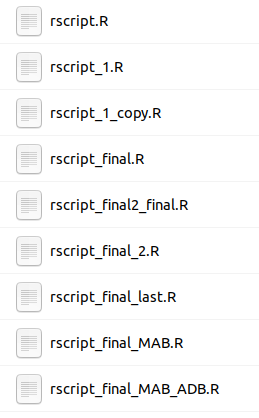 rscript.R
rscript_1.R
rscript_1_copy.R
rscript_final.R
rscript_final2_final.R
rscript_final_2.R
rscript_final_last.R
rscript_final_MAB.R
rscript_final_MAB_ADB.R